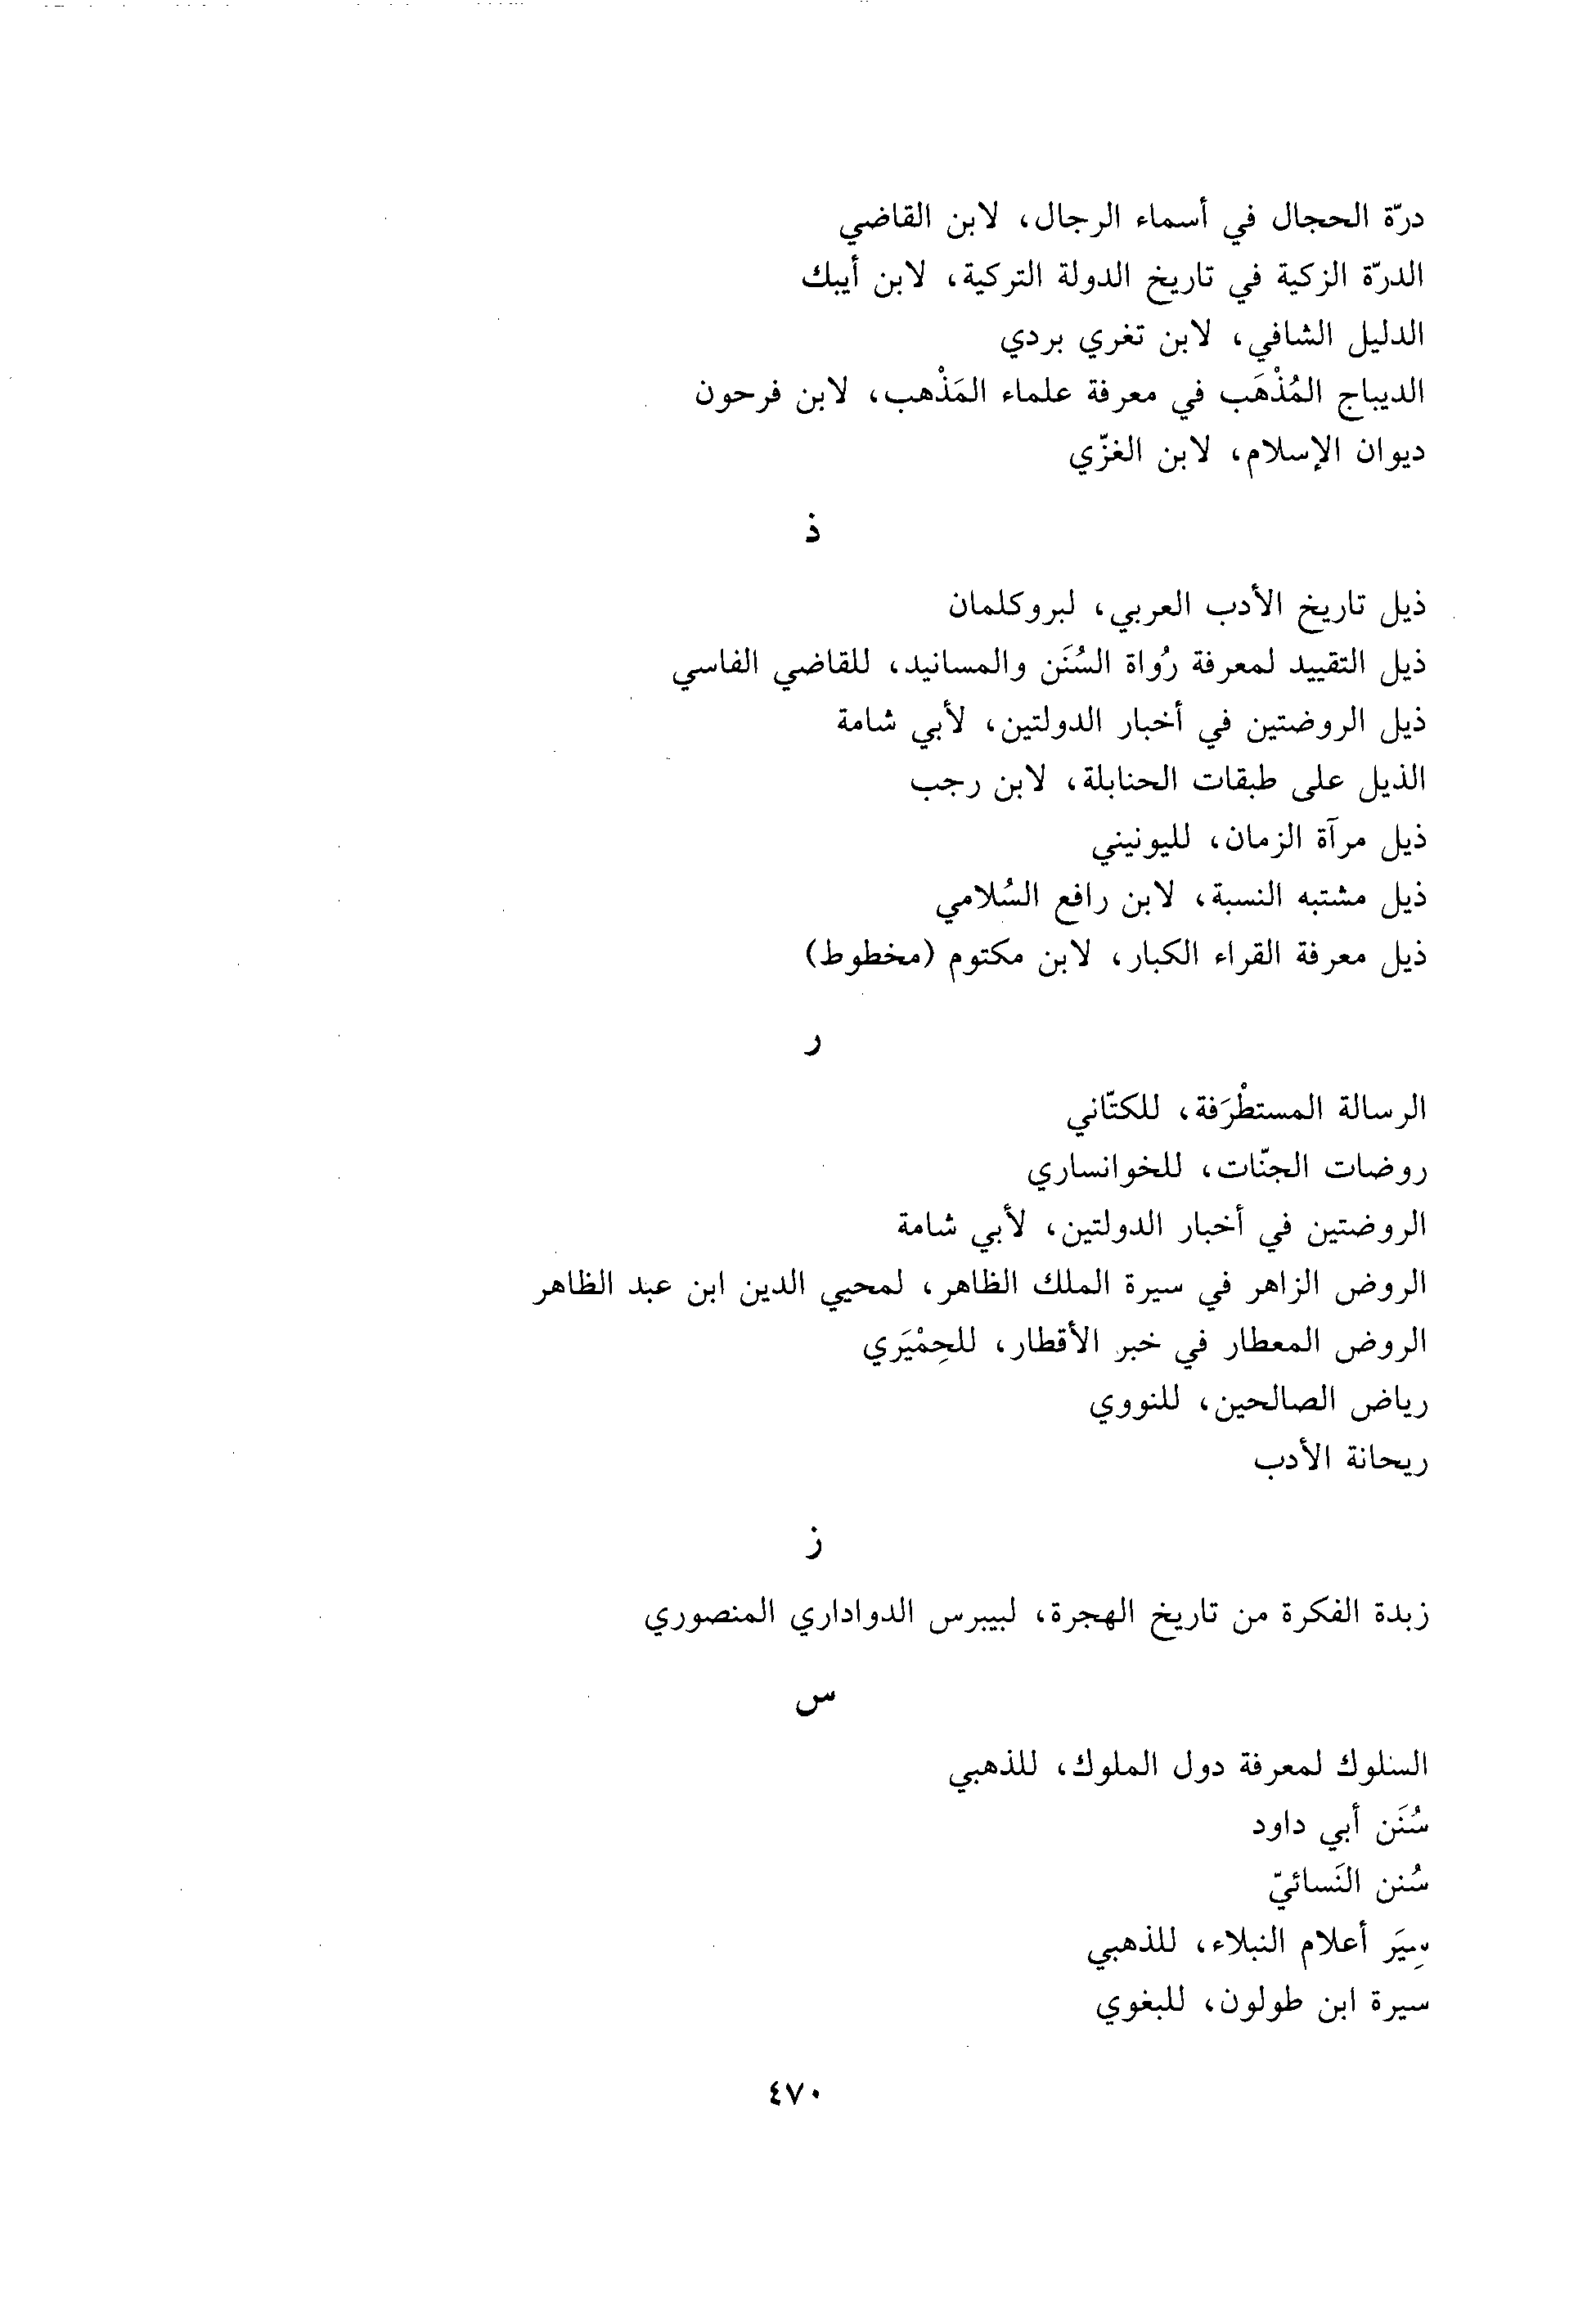 درّة الحجال في أسماء الرجال، لابن القاضي
الدرّة الزكية في تاريخ الدولة التركية، لابن أيبك
الدليل الشافي، لابن تغري بردي
الديباج المُذْهَب في معرفة علماء المَذْهب، لابن فرحون
ديوان الإسلام، لابن الغزّي
ذ
ذيل تاريخ الأدب العربي، لبروكلمان
ذيل التقييد لمعرفة رُواة السُنَن والمسانيد، للقاضي الفاسي
ذيل الروضتين في أخبار الدولتين، لأبي شامة
الذيل على طبقات الحنابلة، لابن رجب
ذيل مرآة الزمان، لليونيني
ذيل مشتبه النسبة، لابن رافع السُلامي
ذيل معرفة القراء الكبار، لابن مكتوم (مخطوط)
ر
الرسالة المستطْرَفة، للكتّاني
روضات الجنّات، للخوانساري
الروضتين في أخبار الدولتين، لأبي شامة
الروض الزاهر في سيرة الملك الظاهر، لمحيي الدين ابن عبد الظاهر
الروض المعطار في خبر الأقطار، للحِمْيَري
رياض الصالحين، للنووي
ريحانة الأدب
ز
زبدة الفكرة من تاريخ الهجرة، لبيبرس الدواداري المنصوري
س
السلوك لمعرفة دول الملوك، للذهبي
سُنَن أبي داود
سُنن النَسائيّ
سِيَر أعلام النبلاء، للذهبي
سيرة ابن طولون، للبغوي
٤٧٠